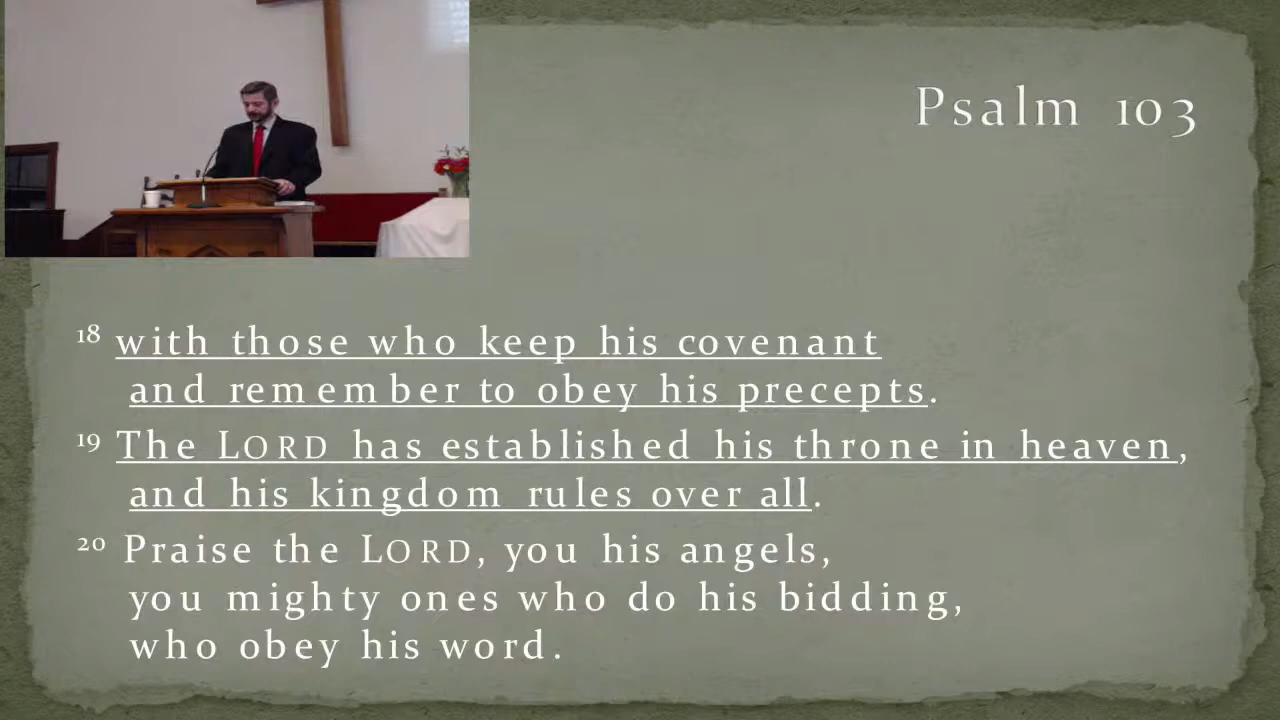 Psalm 103
18 with those who keep his covenant
and remember to obey his precepts.
19 The LORD has established his throne in heaven,
and his kingdom rules over all.
20 Praise the LORD, you his angels,
you mighty ones who do his bidding,
who obey his word.